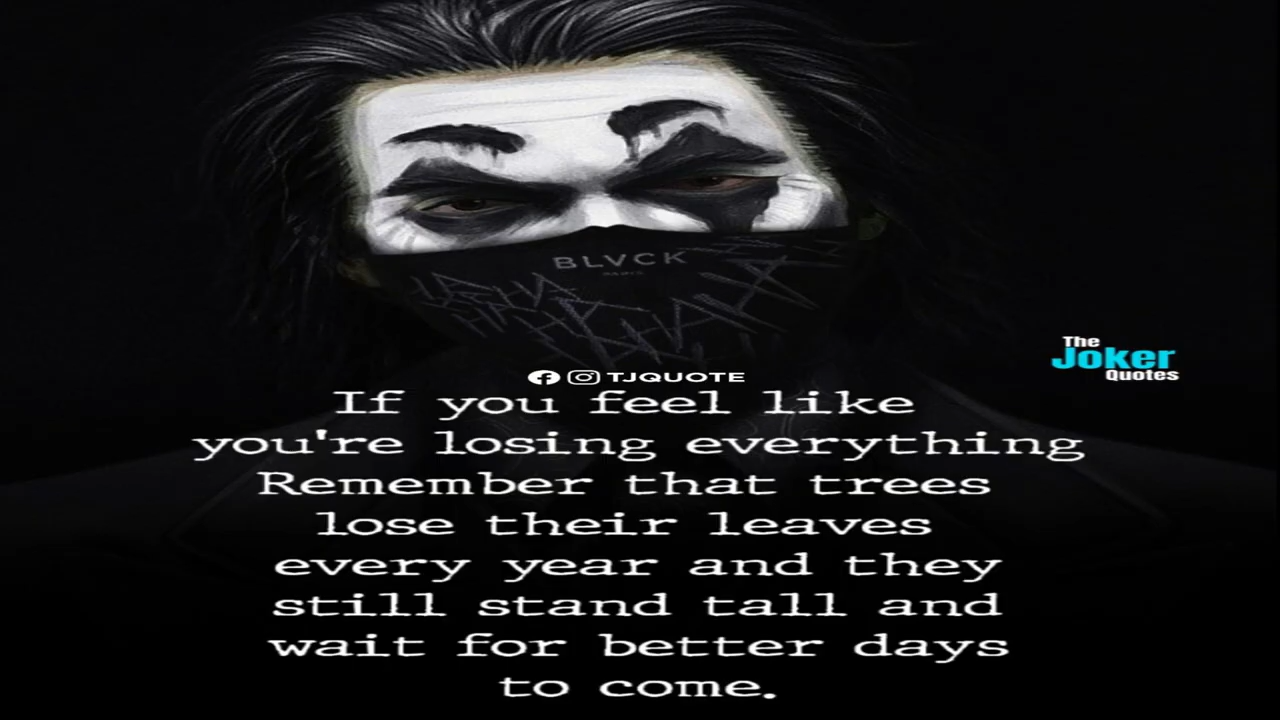 BLVCK
The
Joker
Quotes
TJQUOTE
If you feel like
you're losing everything
Remember that trees
lose their leaves
every year and they
still stand tall and
wait for better days
to come.